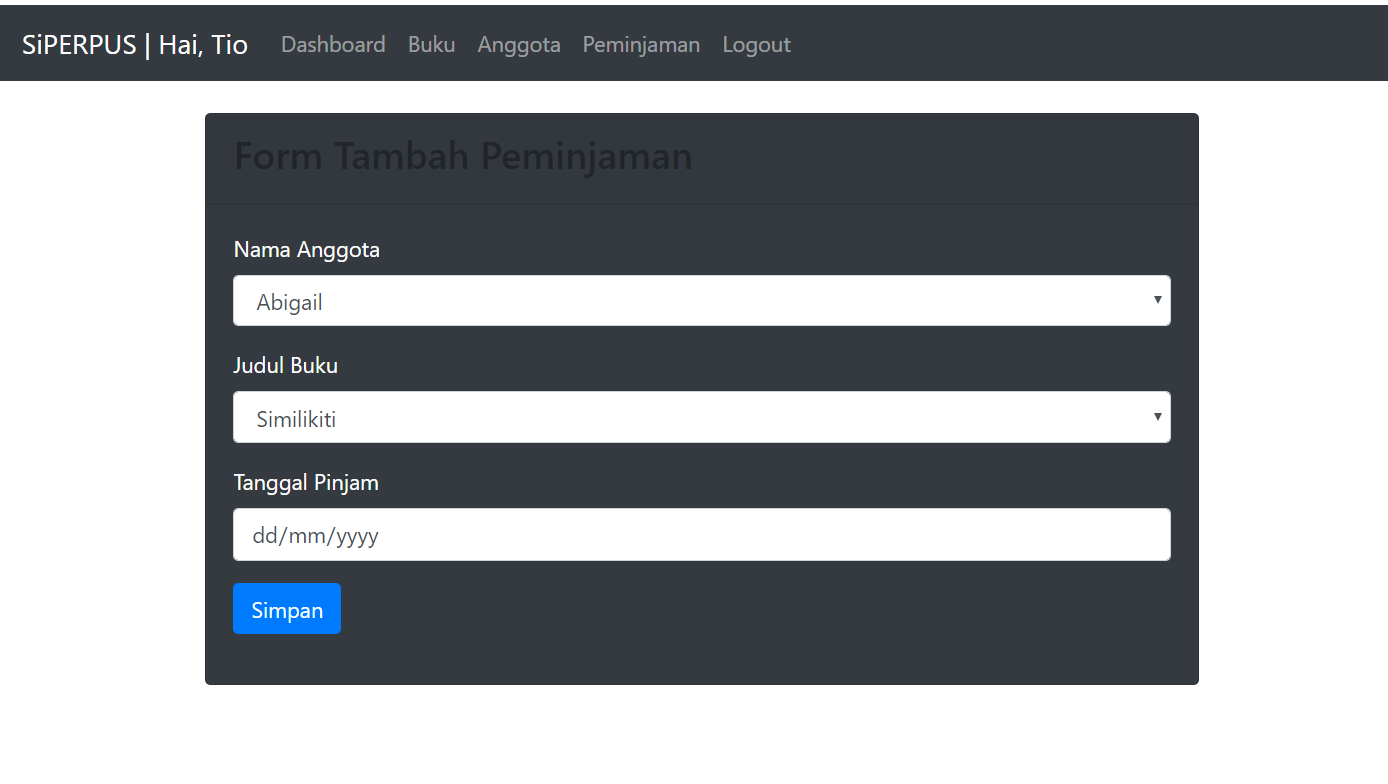 SiPERPUS | Hai, Tio Dashboard Buku Anggota Peminjaman Logout
Form Tambah Peminjaman
Nama Anggota
Abigail
Judul Buku
Similikiti
Tanggal Pinjam
dd/mm/yyyy
Simpan